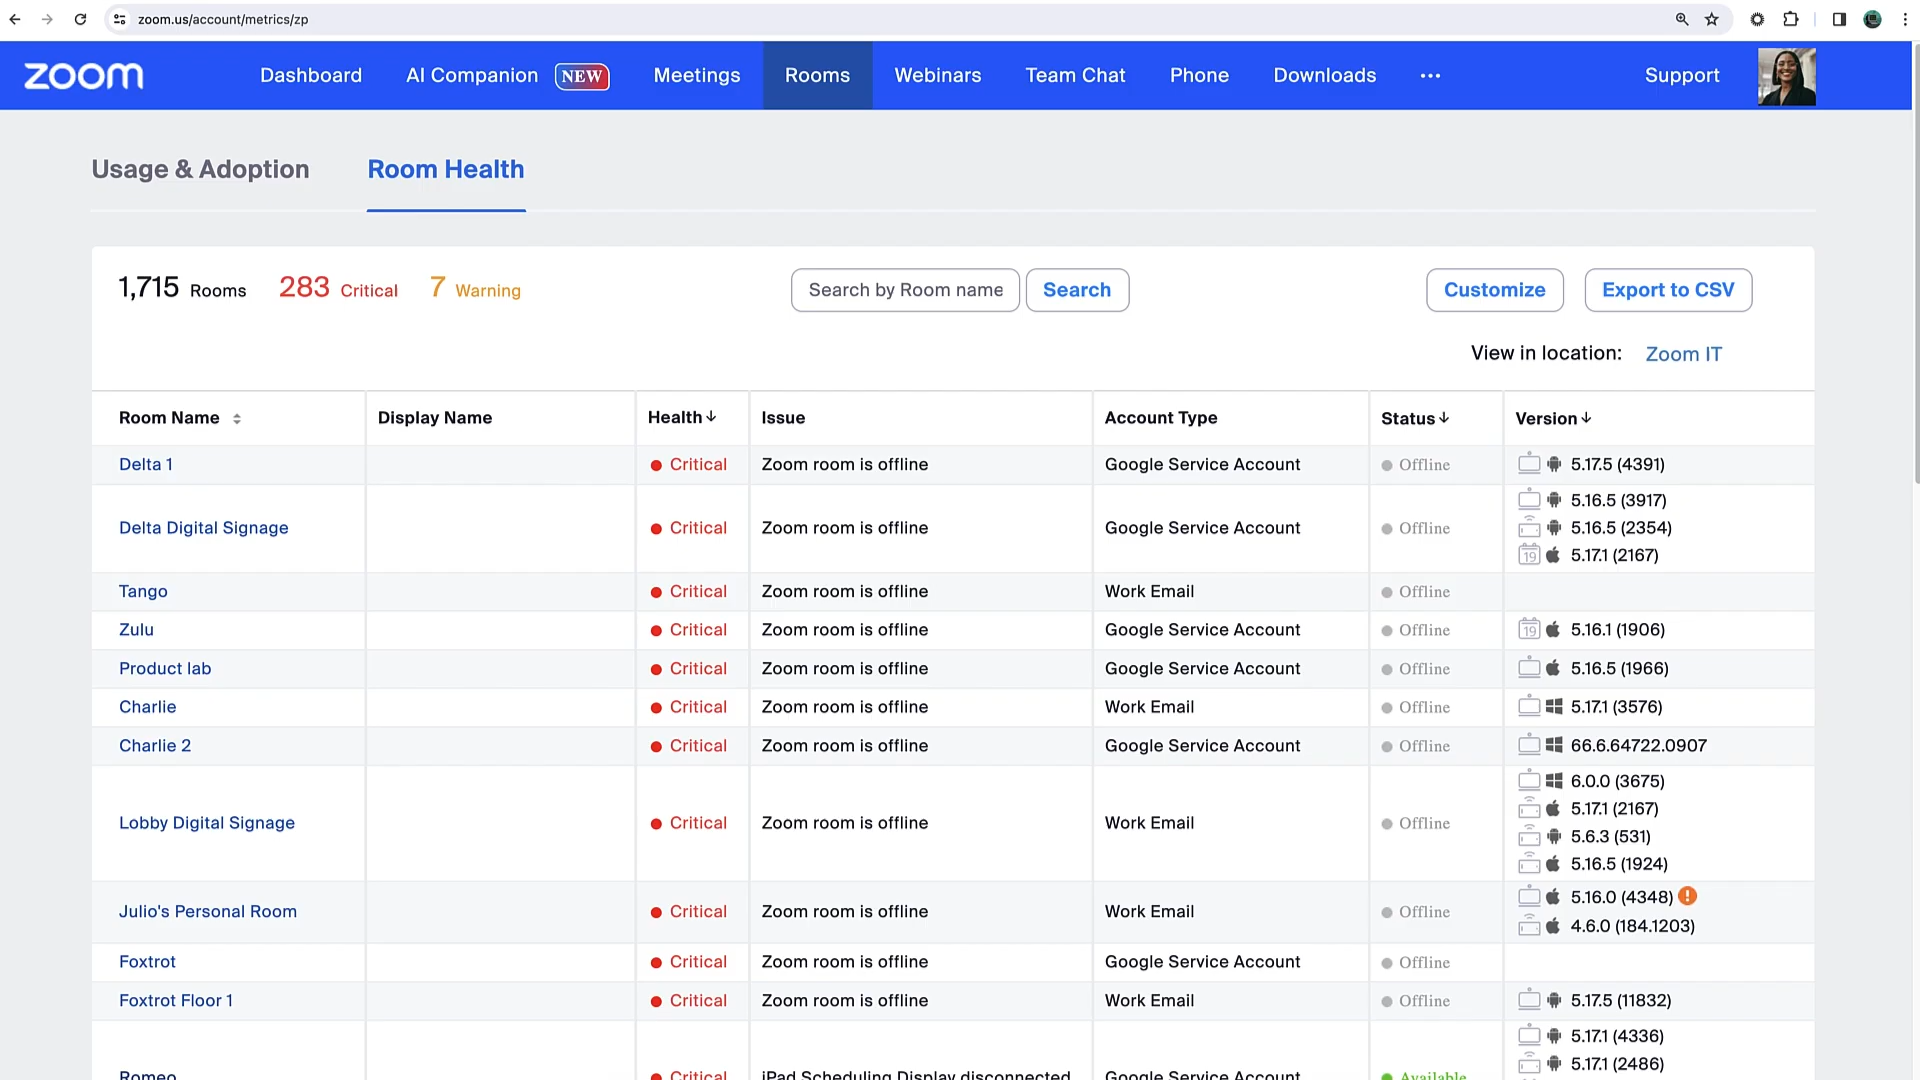 zoom.us/account/metrics/zp
zoom Dashboard AI Companion NEW Meetings Rooms Webinars Team Chat Phone Downloads ... Support
Usage & Adoption Room Health
1,715 Rooms 283 Critical 7 Warning Search by Room name Search Customize Export to CSV
View in location: Zoom IT
Room Name Display Name Health Issue Account Type Status Version
Delta 1 Critical Zoom room is offline Google Service Account Offline 5.17.5 (4391)
5.16.5 (3917)
Delta Digital Signage Critical Zoom room is offline Google Service Account Offline 5.16.5 (2354)
19 5.17.1 (2167)
Tango Critical Zoom room is offline Work Email Offline
Zulu Critical Zoom room is offline Google Service Account Offline 19 5.16.1 (1906)
Product lab Critical Zoom room is offline Google Service Account Offline 5.16.5 (1966)
Charlie Critical Zoom room is offline Work Email Offline 5.17.1 (3576)
Charlie 2 Critical Zoom room is offline Google Service Account Offline 66.6.64722.0907
6.0.0 (3675)
5.17.1 (2167)
Lobby Digital Signage Critical Zoom room is offline Work Email Offline
5.6.3 (531)
5.16.5 (1924)
5.16.0 (4348) !
Julio's Personal Room Critical Zoom room is offline Work Email Offline
4.6.0 (184.1203)
Foxtrot Critical Zoom room is offline Google Service Account Offline
Foxtrot Floor 1 Critical Zoom room is offline Work Email Offline 5.17.5 (11832)
5.17.1 (4336)
5.17.1 (2486)
Romeo Critical iPad Scheduling Display disconnected Google Service Account Available